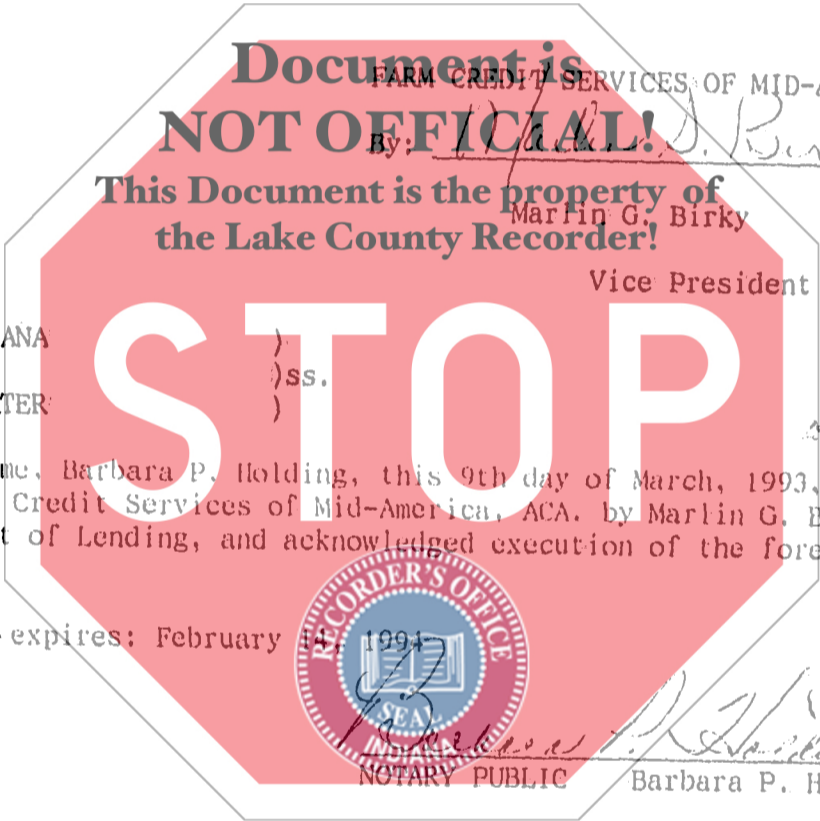 Document is
FARM CREDIT SERVICES OF MID-
NOT OFFICIAL!
By:
This Document is the property of
Marlin G. Birky
the Lake County Recorder!
Vice President
STOP
ANA )
)ss.
TER )
me, Barbara P. Holding, this 9th day of March, 1993,
Credit Services of Mid-America, ACA. by Marlin G. B
t of Lending, and acknowledged execution of the fore
expires: February 14, 1994
RECORDER'S OFFICE
SEAL
INDIANA
NOTARY PUBLIC Barbara P. H